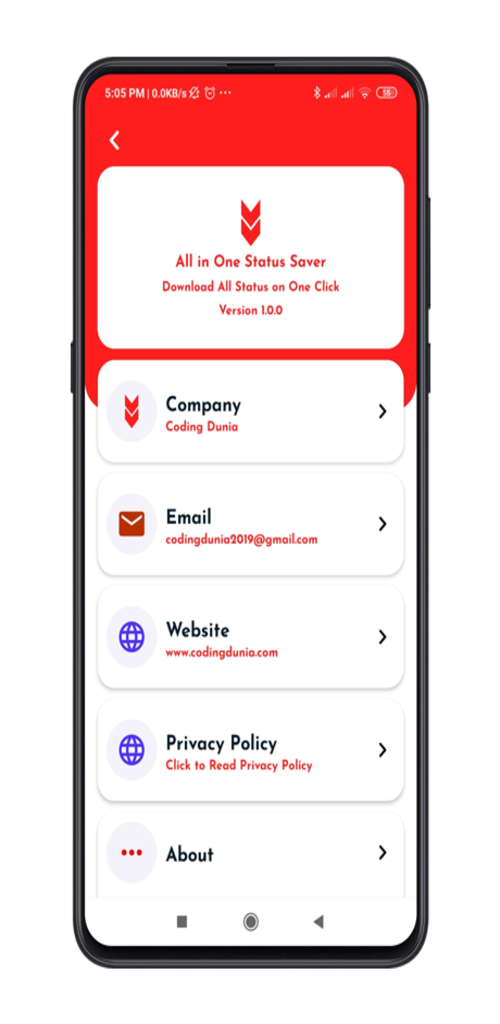 5:05 PM | 0.0KB/s ...
55
All in One Status Saver
Download All Status on One Click
Version 1.0.0
Company
Coding Dunia
Email
codingdunia2019@gmail.com
Website
www.codingdunia.com
Privacy Policy
Click to Read Privacy Policy
About